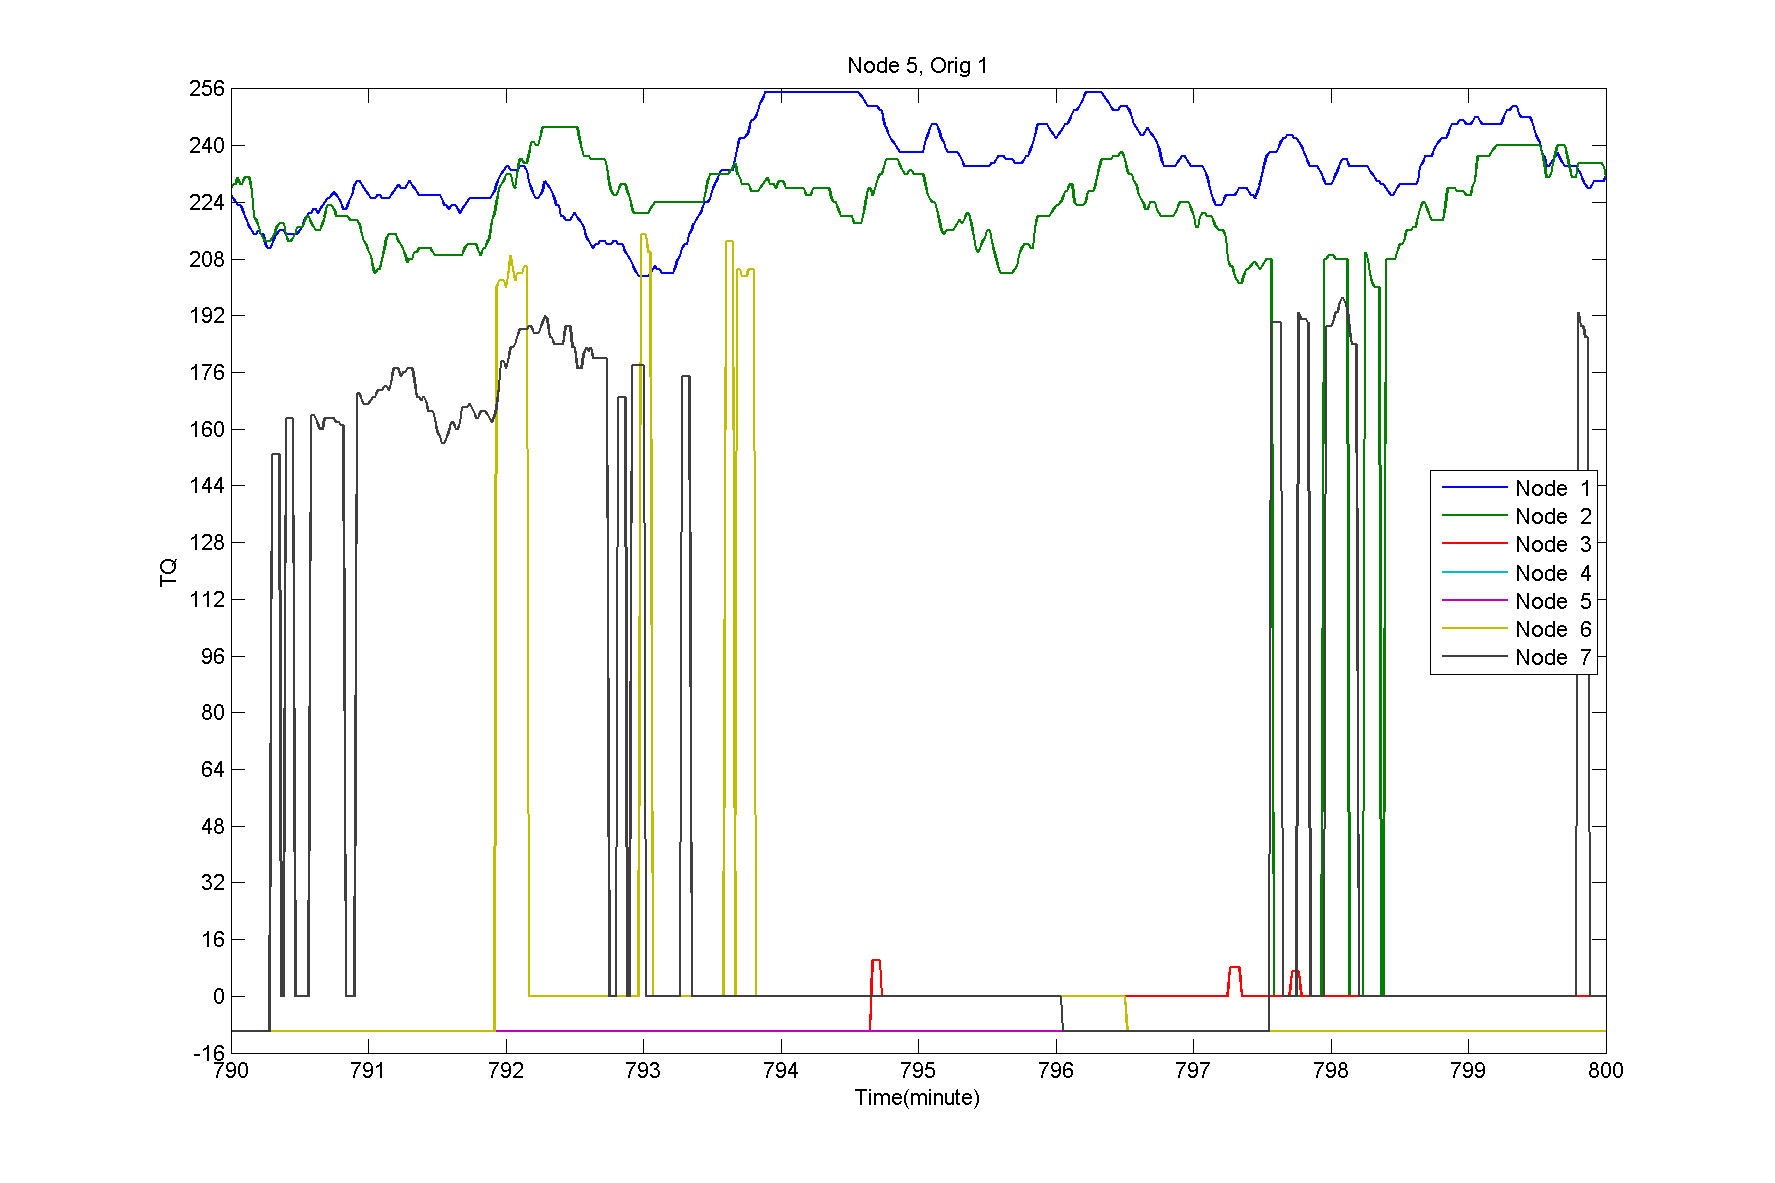 Node 5, Orig 1
256
240
224
208
192
176
160
144
128
112
96
80
64
48
32
16
0
-16
TQ
Node 1
Node 2
Node 3
Node 4
Node 5
Node 6
Node 7
790 791 792 793 794 795 796 797 798 799 800
Time(minute)